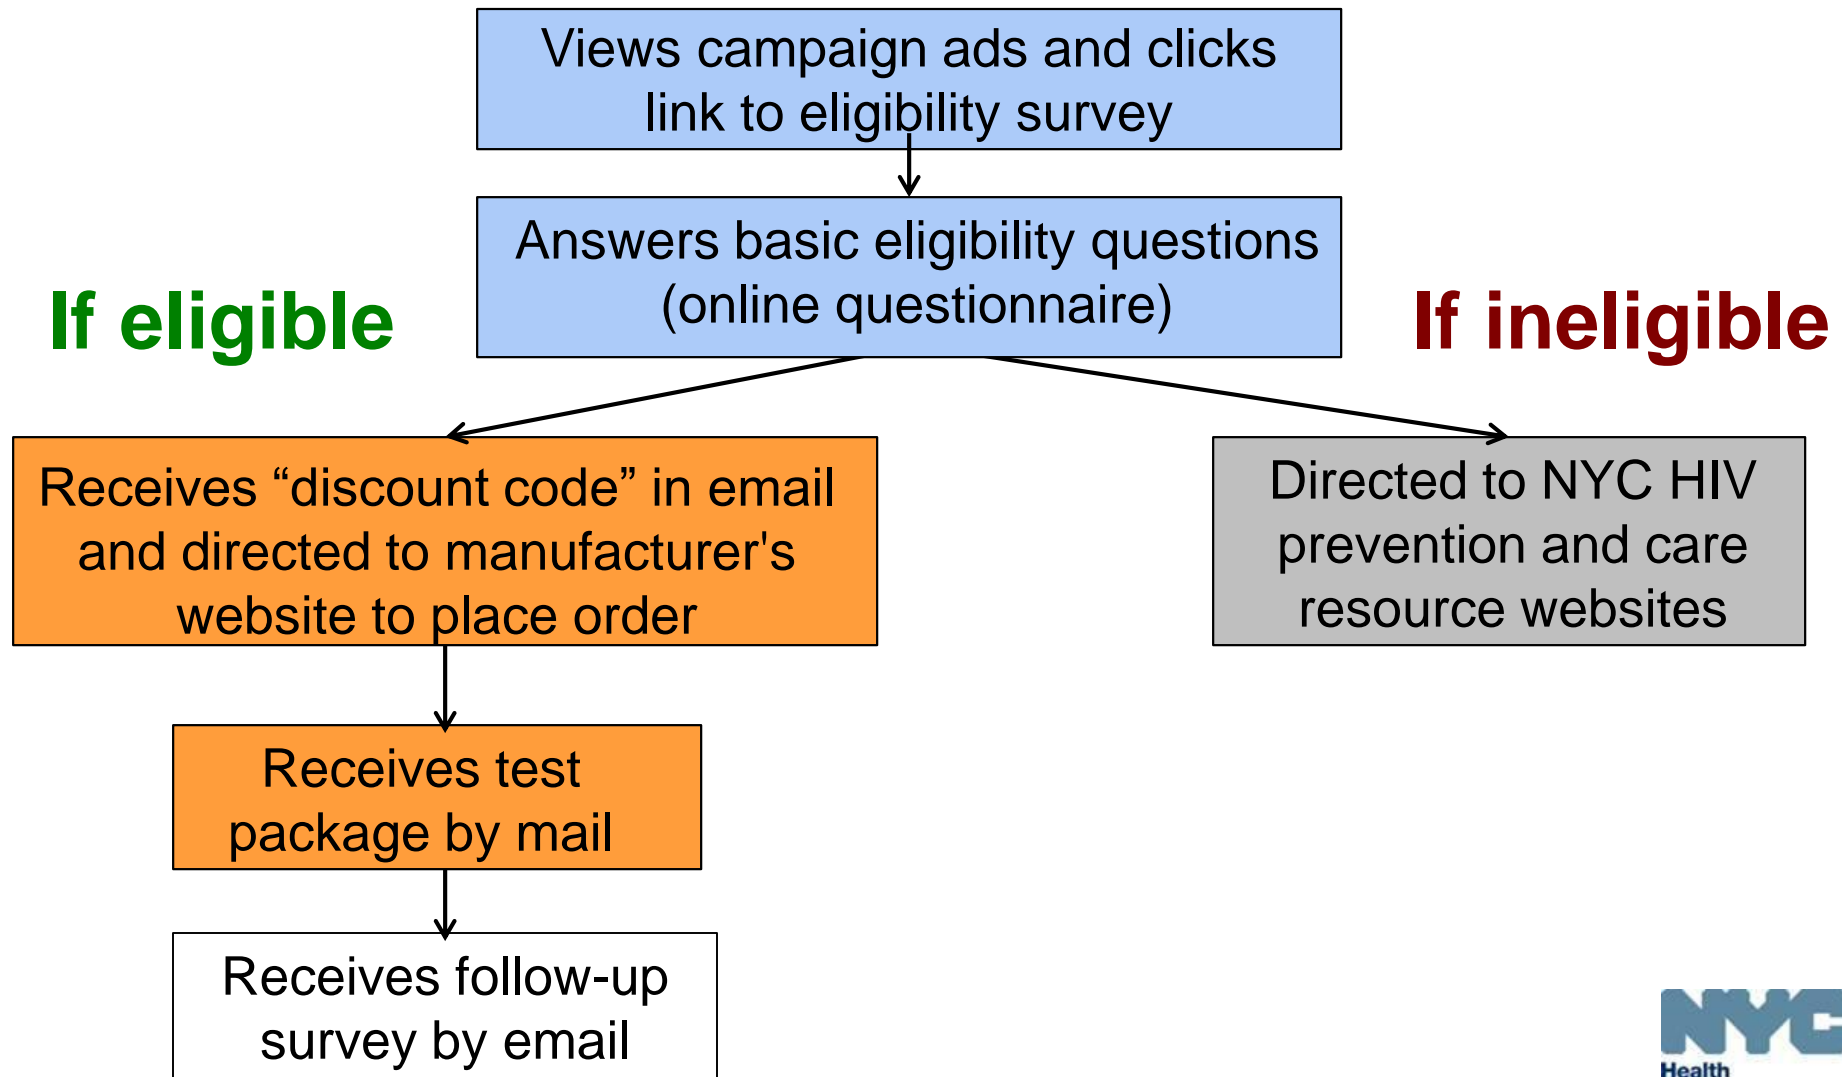 Views campaign ads and clicks
link to eligibility survey
Answers basic eligibility questions
(online questionnaire)
If eligible
If ineligible
Receives “discount code” in email
and directed to manufacturer's
website to place order
Directed to NYC HIV
prevention and care
resource websites
Receives test
package by mail
Receives follow-up
survey by email
NYC
Health